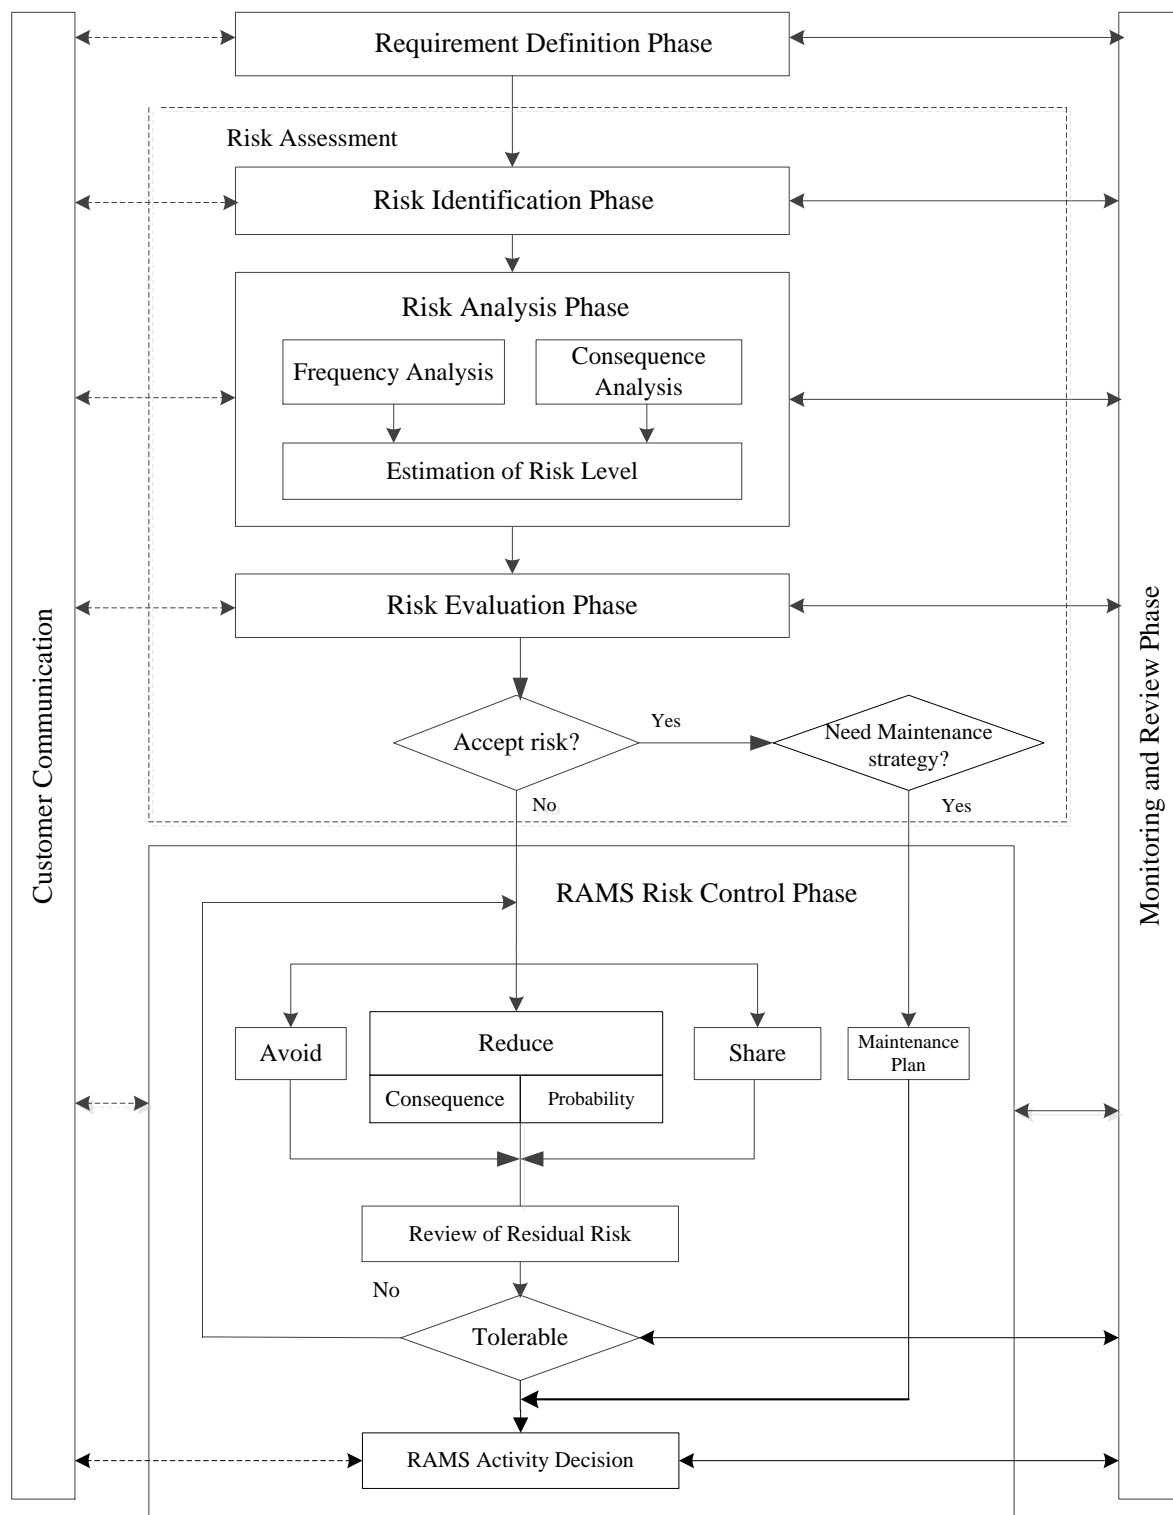 Requirement Definition Phase
Risk Assessment
Risk Identification Phase
Risk Analysis Phase
Frequency Analysis
Consequence
Analysis
Estimation of Risk Level
Risk Evaluation Phase
Accept risk?
Yes
Need Maintenance
strategy?
No
Yes
Customer Communication
Monitoring and Review Phase
RAMS Risk Control Phase
Avoid
Reduce
Consequence
Probability
Share
Maintenance
Plan
Review of Residual Risk
No
Tolerable
RAMS Activity Decision